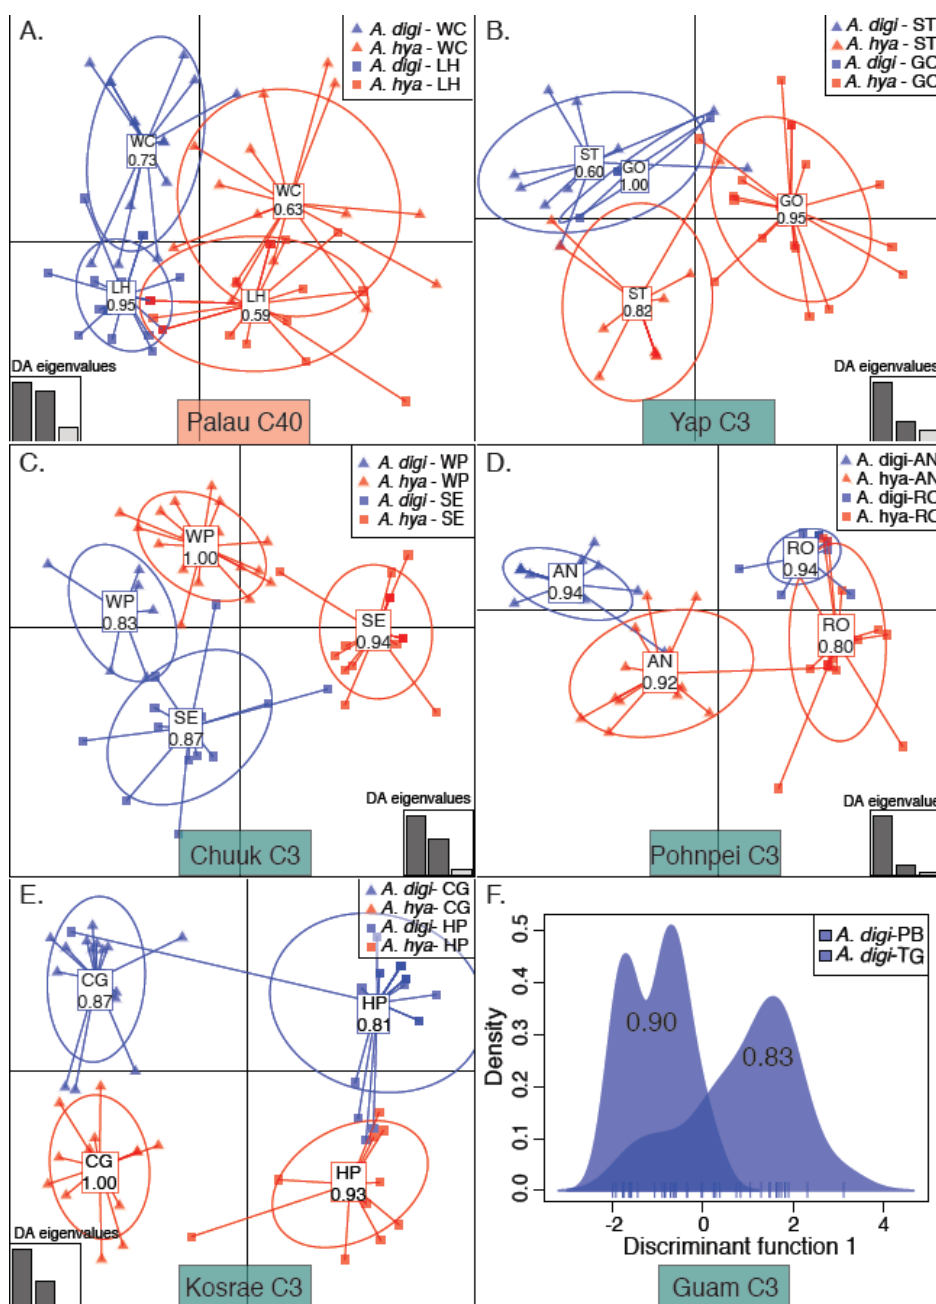 A.
A. digi - WC
A. hya - WC
A. digi - LH
A. hya - LH
WC
0.73
WC
0.63
LH
0.95
LH
0.59
DA eigenvalues
Palau C40
B.
A. digi - ST
A. hya - ST
A. digi - GO
A. hya - GO
ST
0.60
GO
1.00
GO
0.95
ST
0.82
DA eigenvalues
Yap C3
C.
A. digi - WP
A. hya - WP
A. digi - SE
A. hya - SE
WP
1.00
WP
0.83
SE
0.94
SE
0.87
DA eigenvalues
Chuuk C3
D.
A. digi-AN
A. hya-AN
A. digi-RO
A. hya-RO
RO
0.94
AN
0.94
RO
0.80
AN
0.92
DA eigenvalues
Pohnpei C3
E.
A. digi- CG
A. hya- CG
A. digi- HP
A. hya- HP
CG
0.87
HP
0.81
CG
1.00
HP
0.93
Kosrae C3
F.
A. digi-PB
A. digi-TG
0.90
0.83
Density
0.5
0.4
0.3
0.2
0.1
0.0
-2 0 2 4
Discriminant function 1
Guam C3